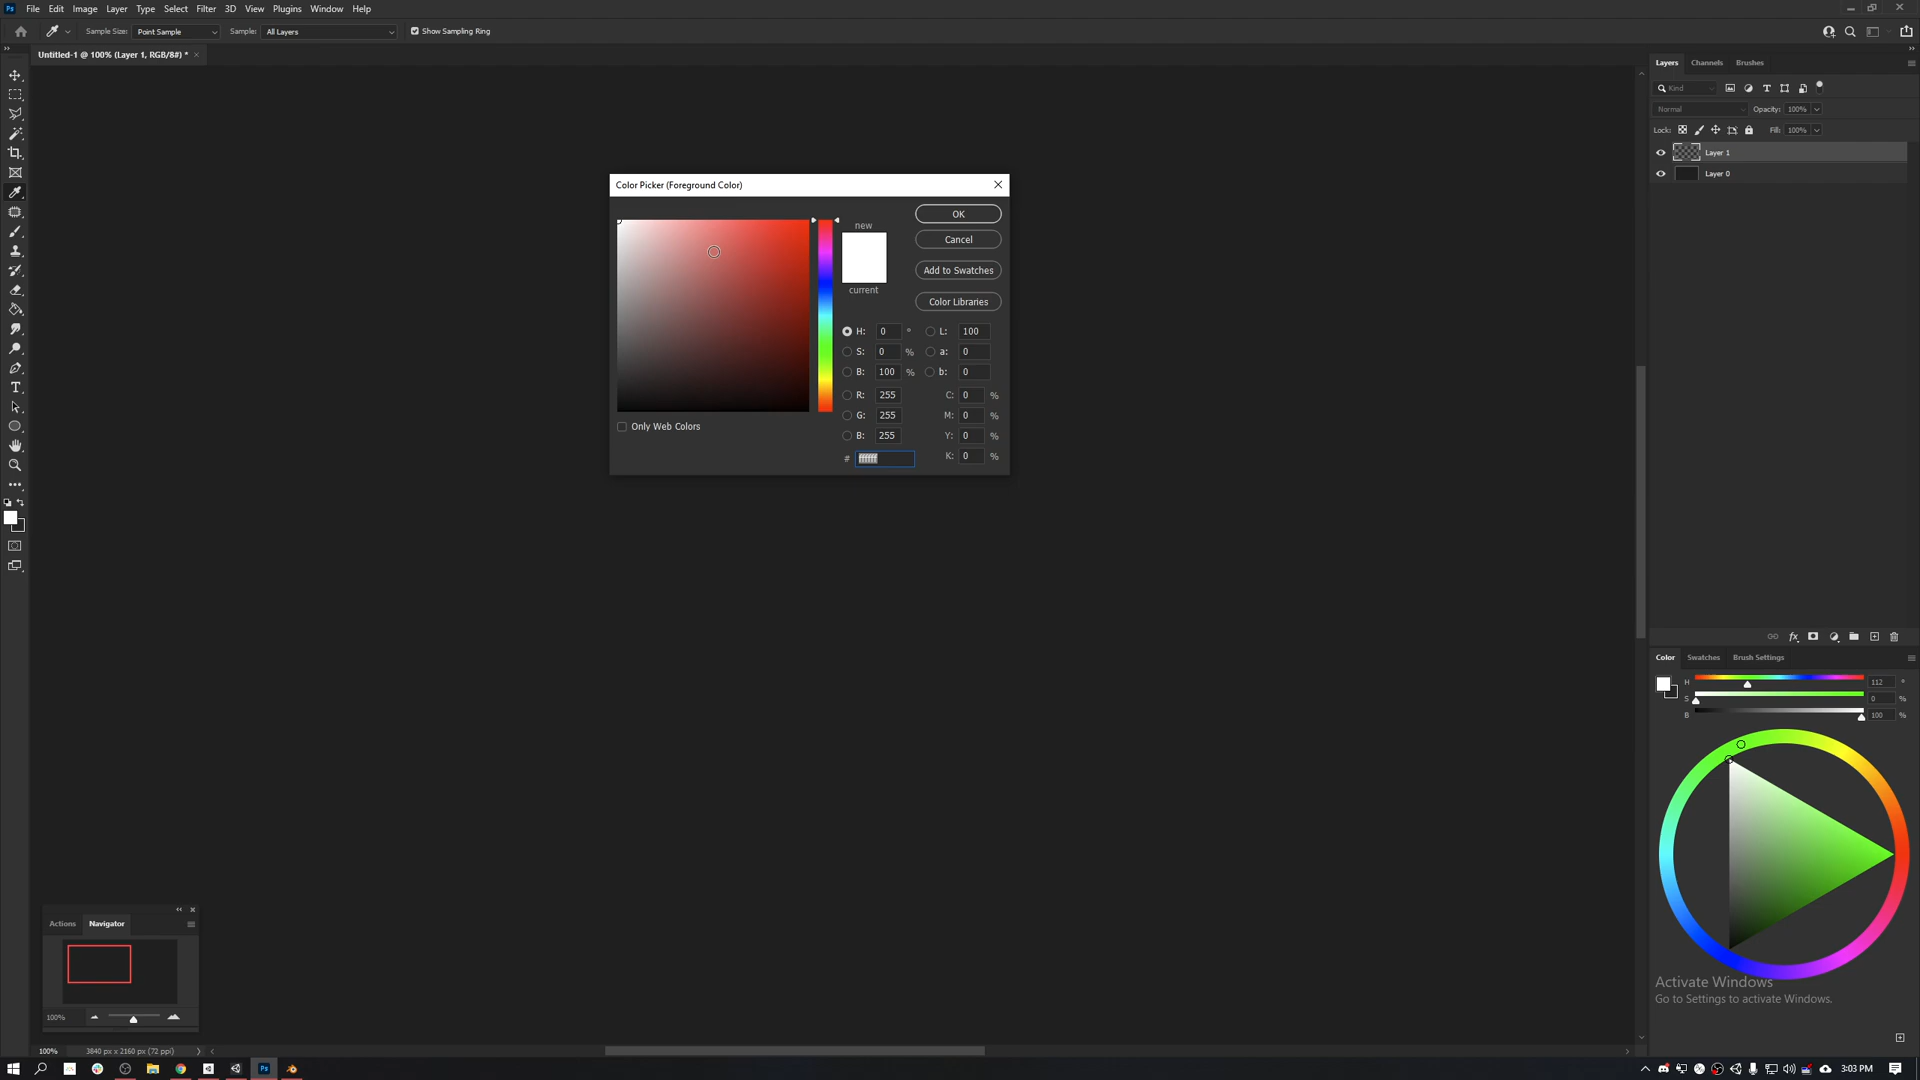 Ps File Edit Image Layer Type Select Filter 3D View Plugins Window Help
Sample Size: Point Sample Sample: All Layers Show Sampling Ring
Untitled-1 @ 100% (Layer 1, RGB/8#) * ×
Layers Channels Brushes
Kind
Normal Opacity: 100%
Lock: Fill: 100%
Layer 1
Layer 0
Color Picker (Foreground Color)
OK
new
Cancel
Add to Swatches
current
Color Libraries
H: 0 ° L: 100
S: 0 % a: 0
B: 100 % b: 0
R: 255 C: 0 %
G: 255 M: 0 %
Only Web Colors
B: 255 Y: 0 %
# ffffff K: 0 %
fx
Color Swatches Brush Settings
H 112 °
S 0 %
B 100 %
Actions Navigator
100%
Activate Windows
Go to Settings to activate Windows.
100% 3840 px x 2160 px (72 ppi)
Ps 3:03 PM